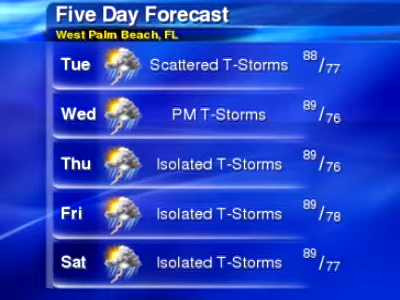 Five Day Forecast
West Palm Beach, FL
Tue Scattered T-Storms 88/77
Wed PM T-Storms 89/76
Thu Isolated T-Storms 89/76
Fri Isolated T-Storms 89/78
Sat Isolated T-Storms 89/77